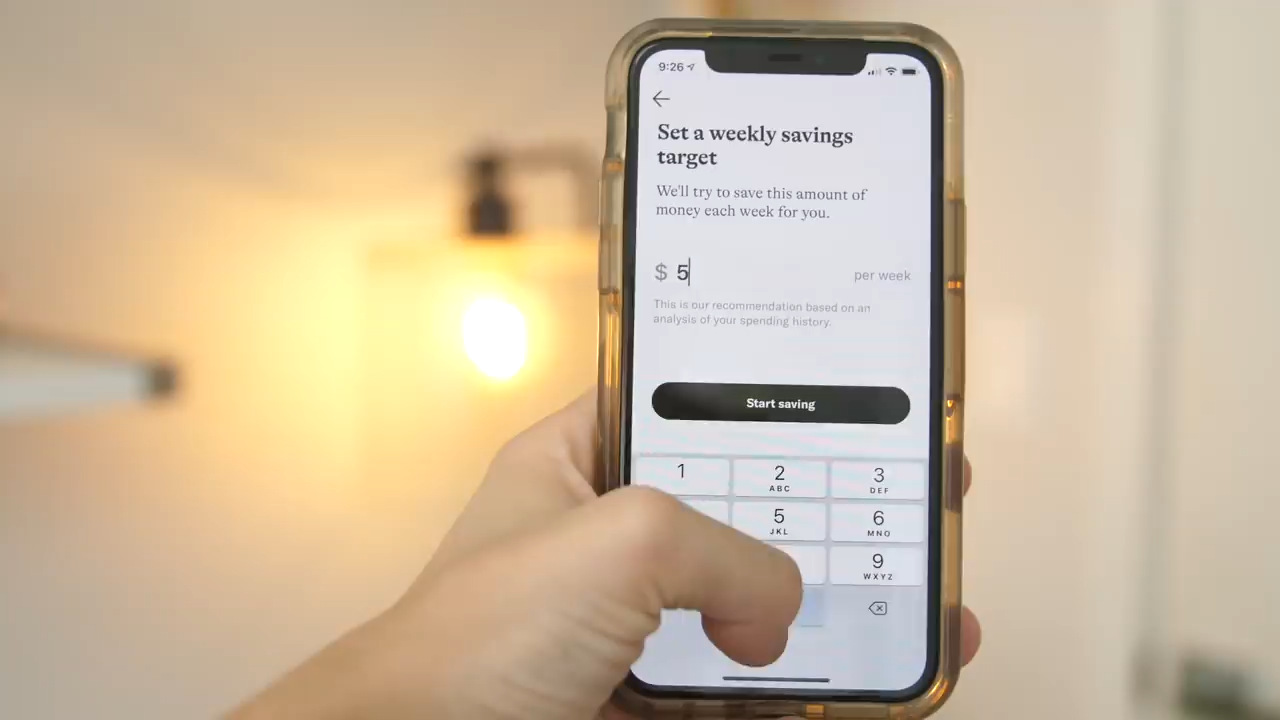 9:26
Set a weekly savings
target
We'll try to save this amount of
money each week for you.
$ 5 per week
This is our recommendation based on an
analysis of your spending history.
Start saving
1 2 3
ABC DEF
5 6
JKL MNO
9
WXYZ